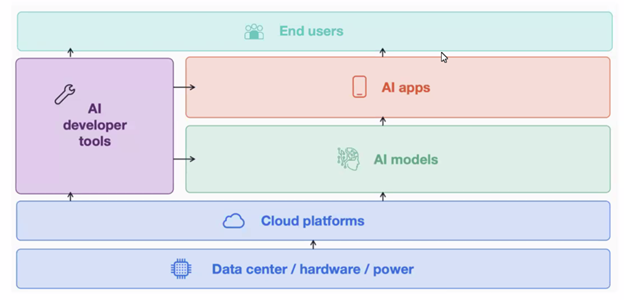 End users
AI
developer
tools
AI apps
AI models
Cloud platforms
Data center / hardware / power